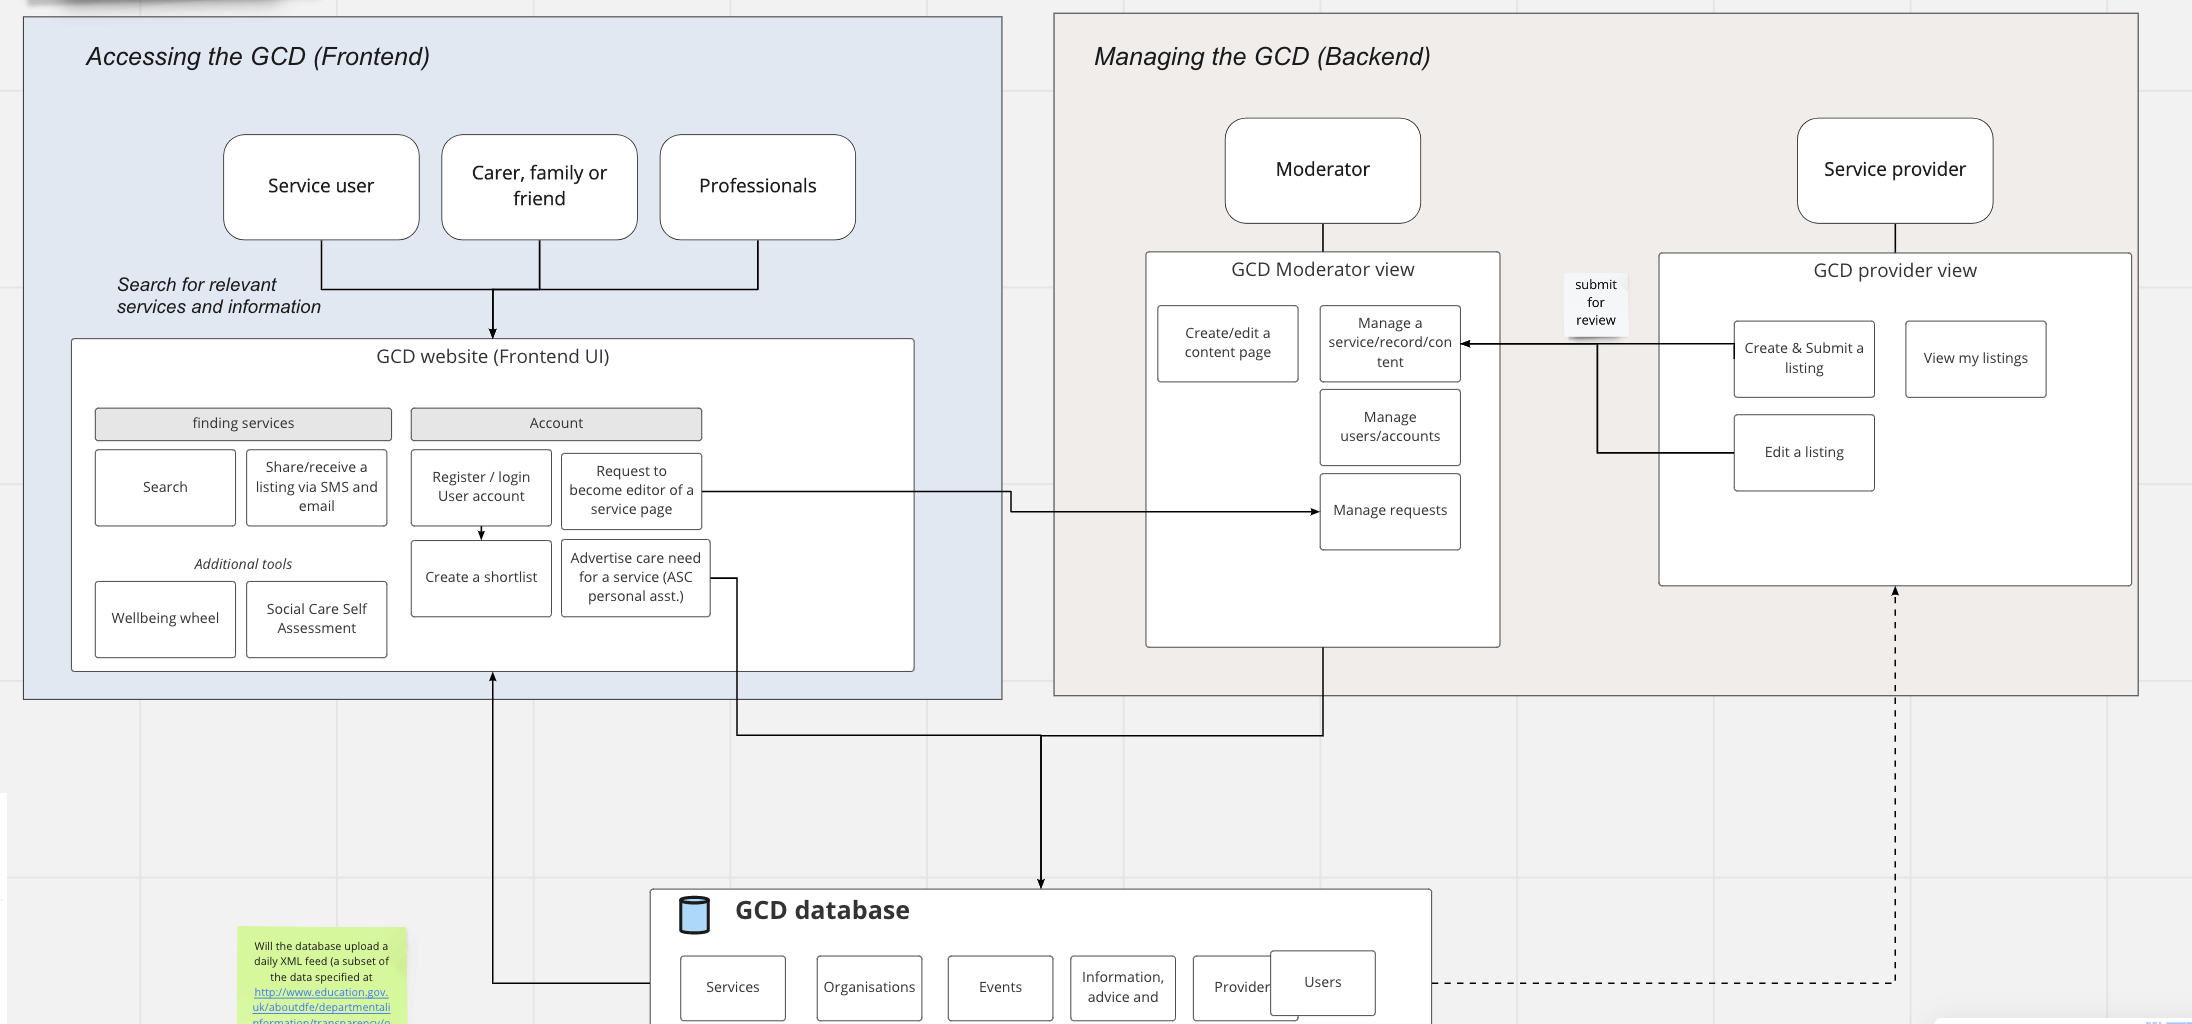 Accessing the GCD (Frontend)
Service user
Carer, family or
friend
Professionals
Search for relevant
services and information
GCD website (Frontend UI)
finding services
Account
Search
Share/receive a
listing via SMS and
email
Register / login
User account
Request to
become editor of a
service page
Additional tools
Wellbeing wheel
Social Care Self
Assessment
Create a shortlist
Advertise care need
for a service (ASC
personal asst.)
Managing the GCD (Backend)
Moderator
Service provider
GCD Moderator view
Create/edit a
content page
Manage a
service/record/con
tent
Manage
users/accounts
Manage requests
submit
for
review
GCD provider view
Create & Submit a
listing
View my listings
Edit a listing
GCD database
Services
Organisations
Events
Information,
advice and
Provider
Users
Will the database upload a
daily XML feed (a subset of
the data specified at
http://www.education.gov.
uk/aboutdfe/departmentali
nformation/transparency/o